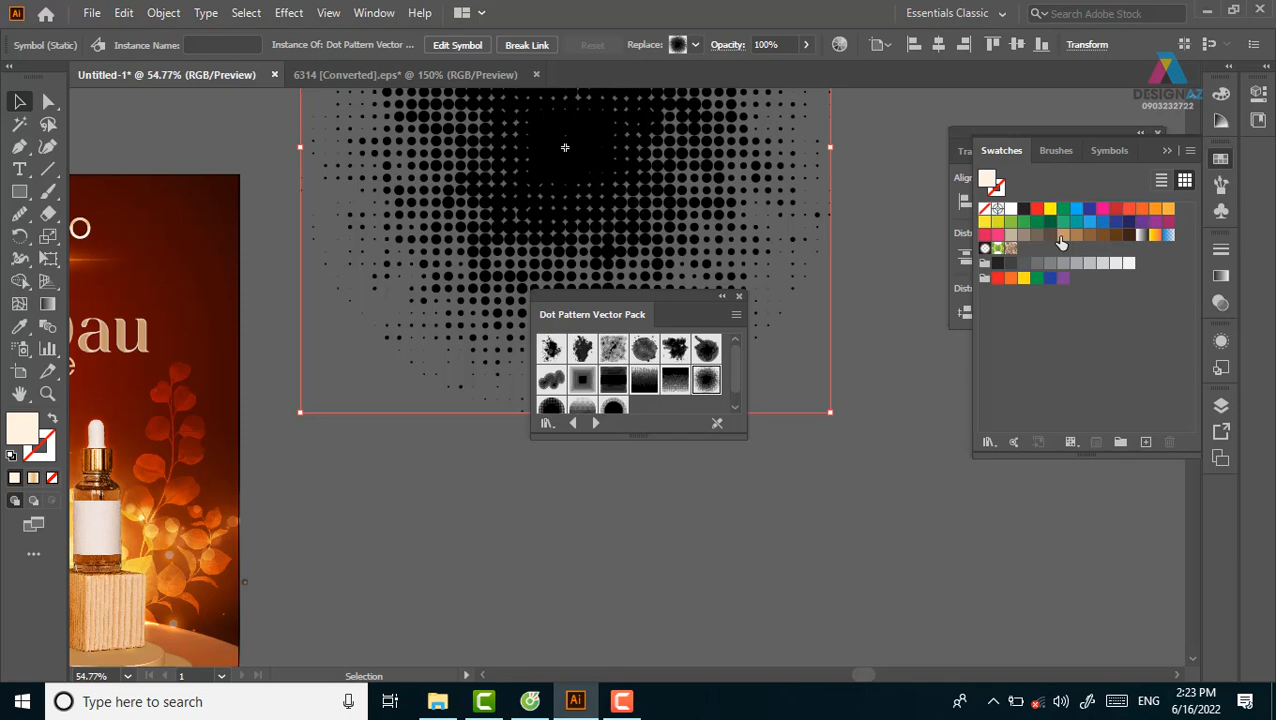 Ai File Edit Object Type Select Effect View Window Help Essentials Classic Search Adobe Stock
Symbol (Static) Instance Name: Instance Of: Dot Pattern Vector ... Edit Symbol Break Link Reset Replace: Opacity: 100% Transform
Untitled-1* @ 54.77% (RGB/Preview) × 6314 [Converted].eps* @ 150% (RGB/Preview) ×
DESIGNAZ
0903232722
Tra
Swatches Brushes Symbols
Align
Dist
Dist
Dot Pattern Vector Pack
o
au
e
54.77% 1 Selection
Type here to search
Ai
ENG
2:23 PM
6/16/2022